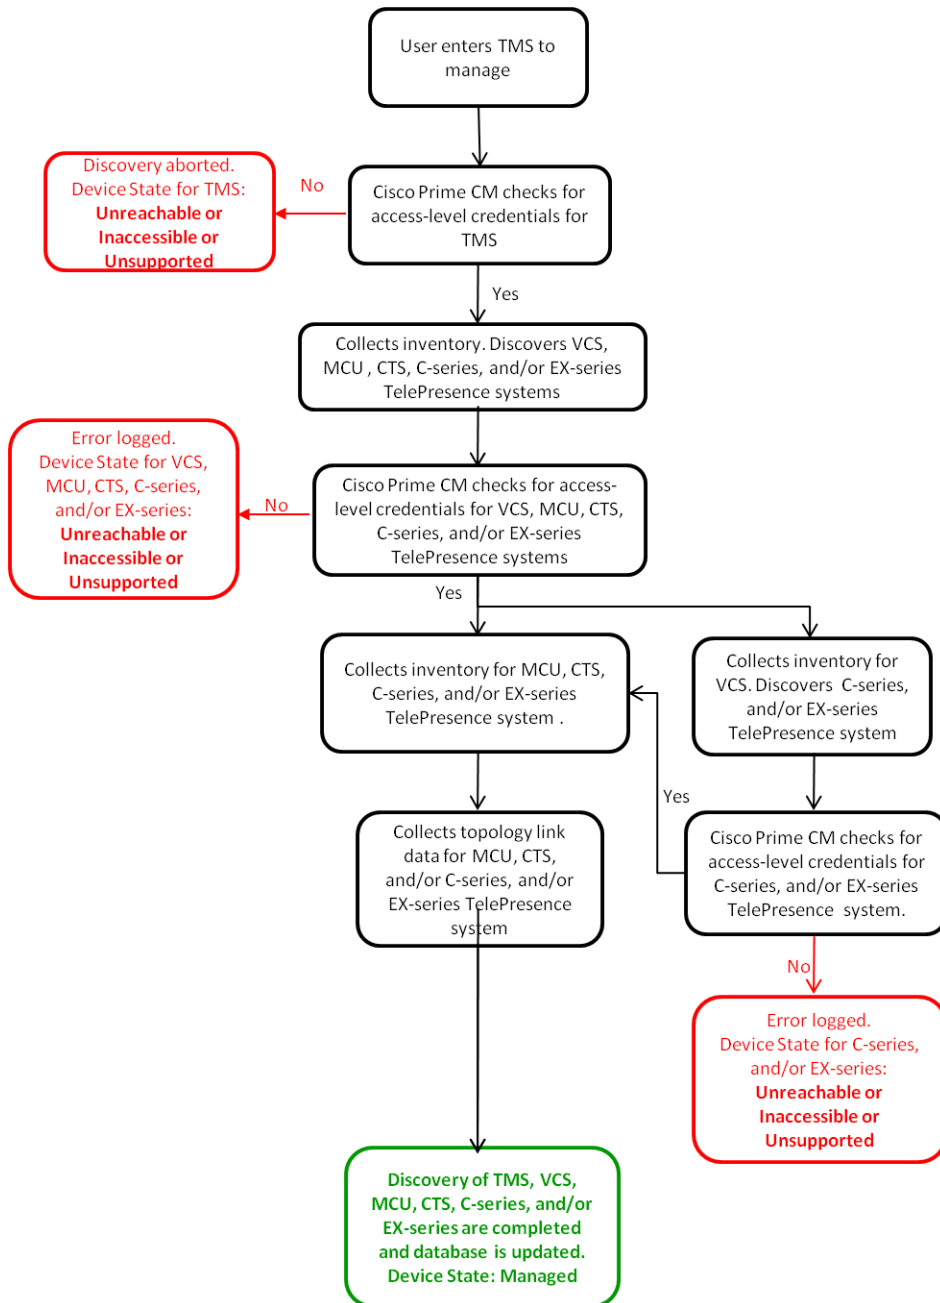 User enters TMS to
manage
Discovery aborted.
Device State for TMS:
Unreachable or
Inaccessible or
Unsupported
No
Cisco Prime CM checks for
access-level credentials for
TMS
Yes
Collects inventory. Discovers VCS,
MCU , CTS, C-series, and/or EX-series
TelePresence systems
Error logged.
Device State for VCS,
MCU, CTS, C-series,
and/or EX-series:
Unreachable or
Inaccessible or
Unsupported
No
Cisco Prime CM checks for access-
level credentials for VCS, MCU, CTS,
C-series, and/or EX-series
TelePresence systems
Yes
Collects inventory for MCU, CTS,
C-series, and/or EX-series
TelePresence system .
Collects inventory for
VCS. Discovers C-series,
and/or EX-series
TelePresence system
Yes
Collects topology link
data for MCU, CTS,
and/or C-series, and/or
EX-series TelePresence
system
Cisco Prime CM checks for
access-level credentials for
C-series, and/or EX-series
TelePresence system.
No
Error logged.
Device State for C-series,
and/or EX-series:
Unreachable or
Inaccessible or
Unsupported
Discovery of TMS, VCS,
MCU, CTS, C-series, and/or
EX-series are completed
and database is updated.
Device State: Managed